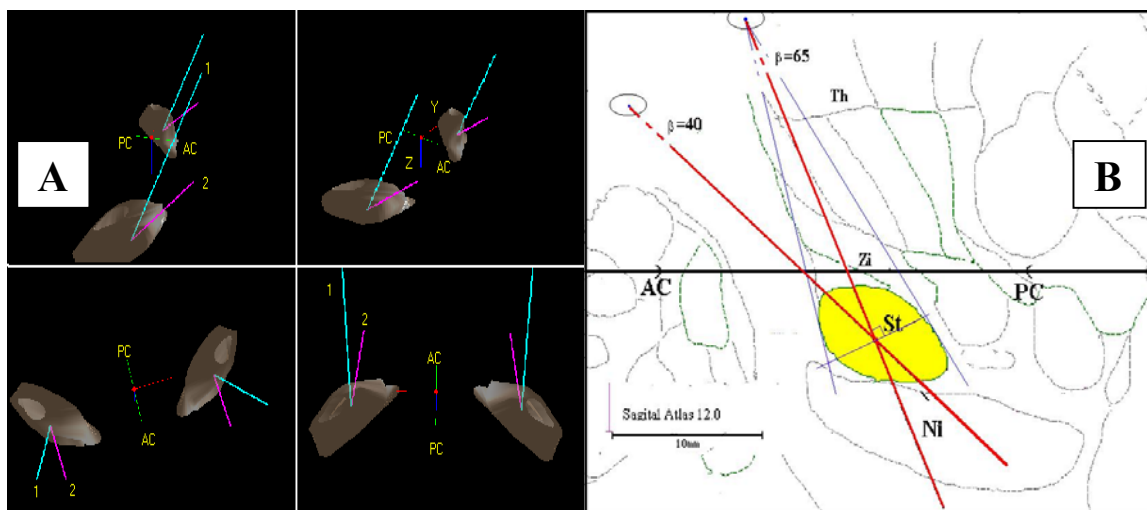 A
1
PC
AC
2
Y
PC
AC
Z
PC
AC
1
2
1
2
AC
PC
B
β=65
Th
β=40
Zi
AC
PC
St
Sagital Atlas 12.0
Ni
10mm